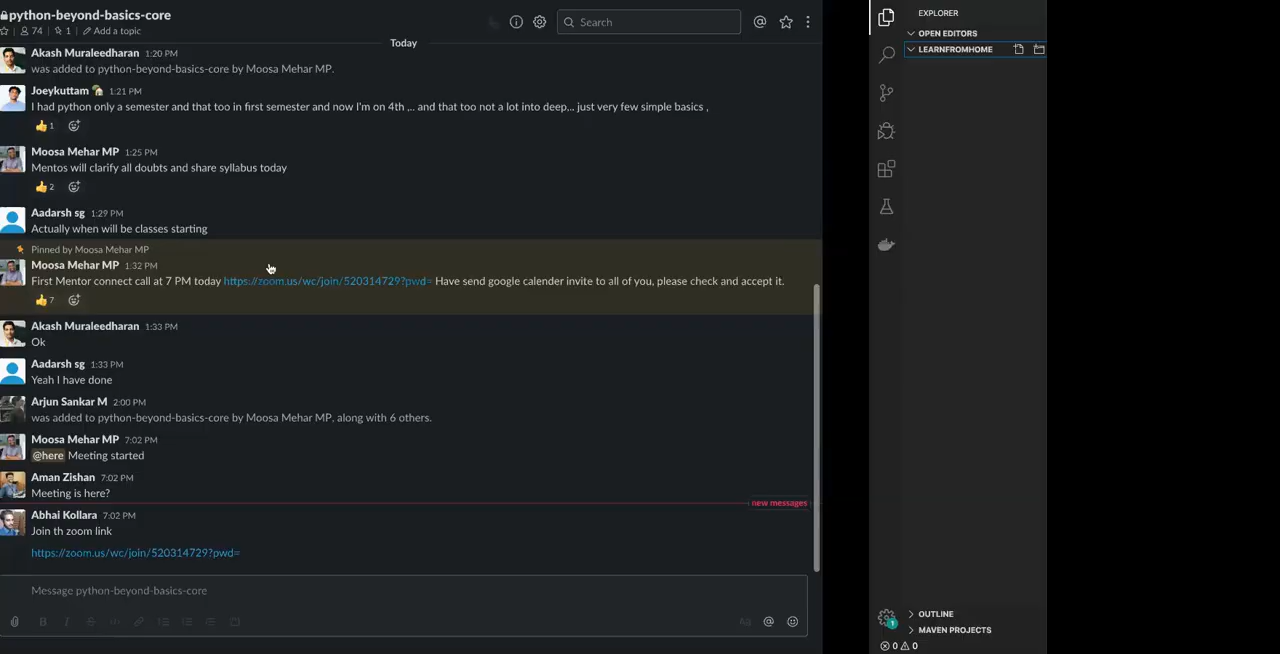 python-beyond-basics-core
74
1
Add a topic
Search
Today
Akash Muraleedharan 1:20 PM
was added to python-beyond-basics-core by Moosa Mehar MP.
Joeykuttam 1:21 PM
I had python only a semester and that too in first semester and now I'm on 4th ,.. and that too not a lot into deep,.. just very few simple basics ,
1
Moosa Mehar MP 1:25 PM
Mentos will clarify all doubts and share syllabus today
2
Aadarsh sg 1:29 PM
Actually when will be classes starting
Pinned by Moosa Mehar MP
Moosa Mehar MP 1:32 PM
First Mentor connect call at 7 PM today https://zoom.us/wc/join/520314729?pwd= Have send google calender invite to all of you, please check and accept it.
7
Akash Muraleedharan 1:33 PM
Ok
Aadarsh sg 1:33 PM
Yeah I have done
Arjun Sankar M 2:00 PM
was added to python-beyond-basics-core by Moosa Mehar MP, along with 6 others.
Moosa Mehar MP 7:02 PM
@here Meeting started
Aman Zishan 7:02 PM
Meeting is here?
new messages
Abhai Kollara 7:02 PM
Join th zoom link
https://zoom.us/wc/join/520314729?pwd=
Message python-beyond-basics-core
EXPLORER
OPEN EDITORS
LEARNFROMHOME
OUTLINE
MAVEN PROJECTS
1
0 0